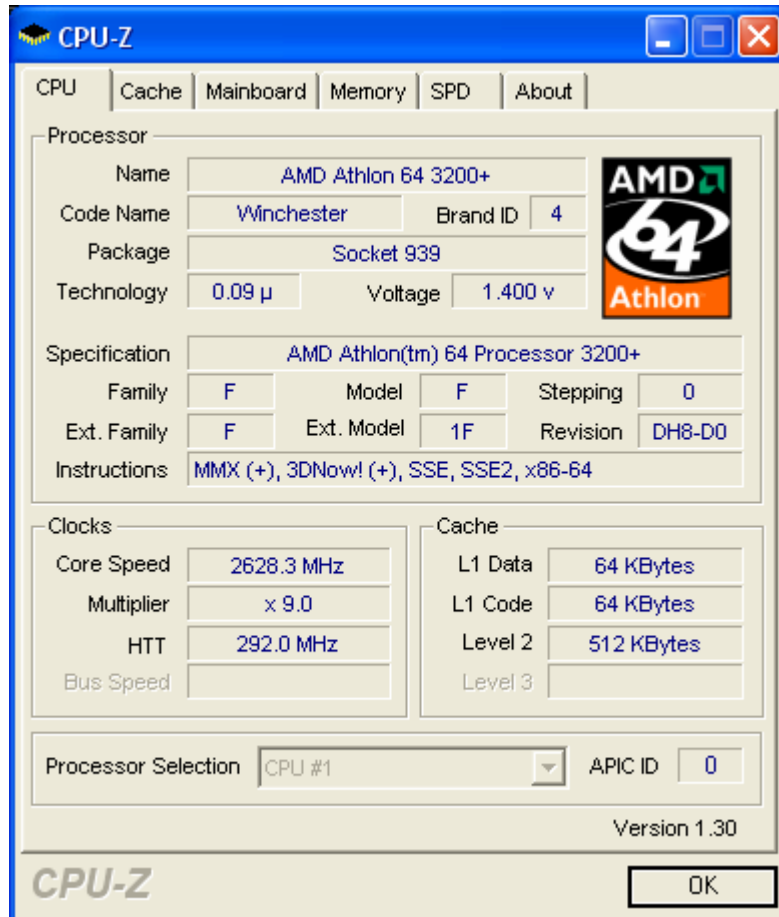 CPU-Z
CPU Cache Mainboard Memory SPD About
Processor
Name AMD Athlon 64 3200+
Code Name Winchester Brand ID 4
Package Socket 939
Technology 0.09 µ Voltage 1.400 v
AMD
64
Athlon
Specification AMD Athlon(tm) 64 Processor 3200+
Family F Model F Stepping 0
Ext. Family F Ext. Model 1F Revision DH8-D0
Instructions MMX (+), 3DNow! (+), SSE, SSE2, x86-64
Clocks
Core Speed 2628.3 MHz
Multiplier x 9.0
HTT 292.0 MHz
Bus Speed
Cache
L1 Data 64 KBytes
L1 Code 64 KBytes
Level 2 512 KBytes
Level 3
Processor Selection CPU #1 APIC ID 0
Version 1.30
CPU-Z OK